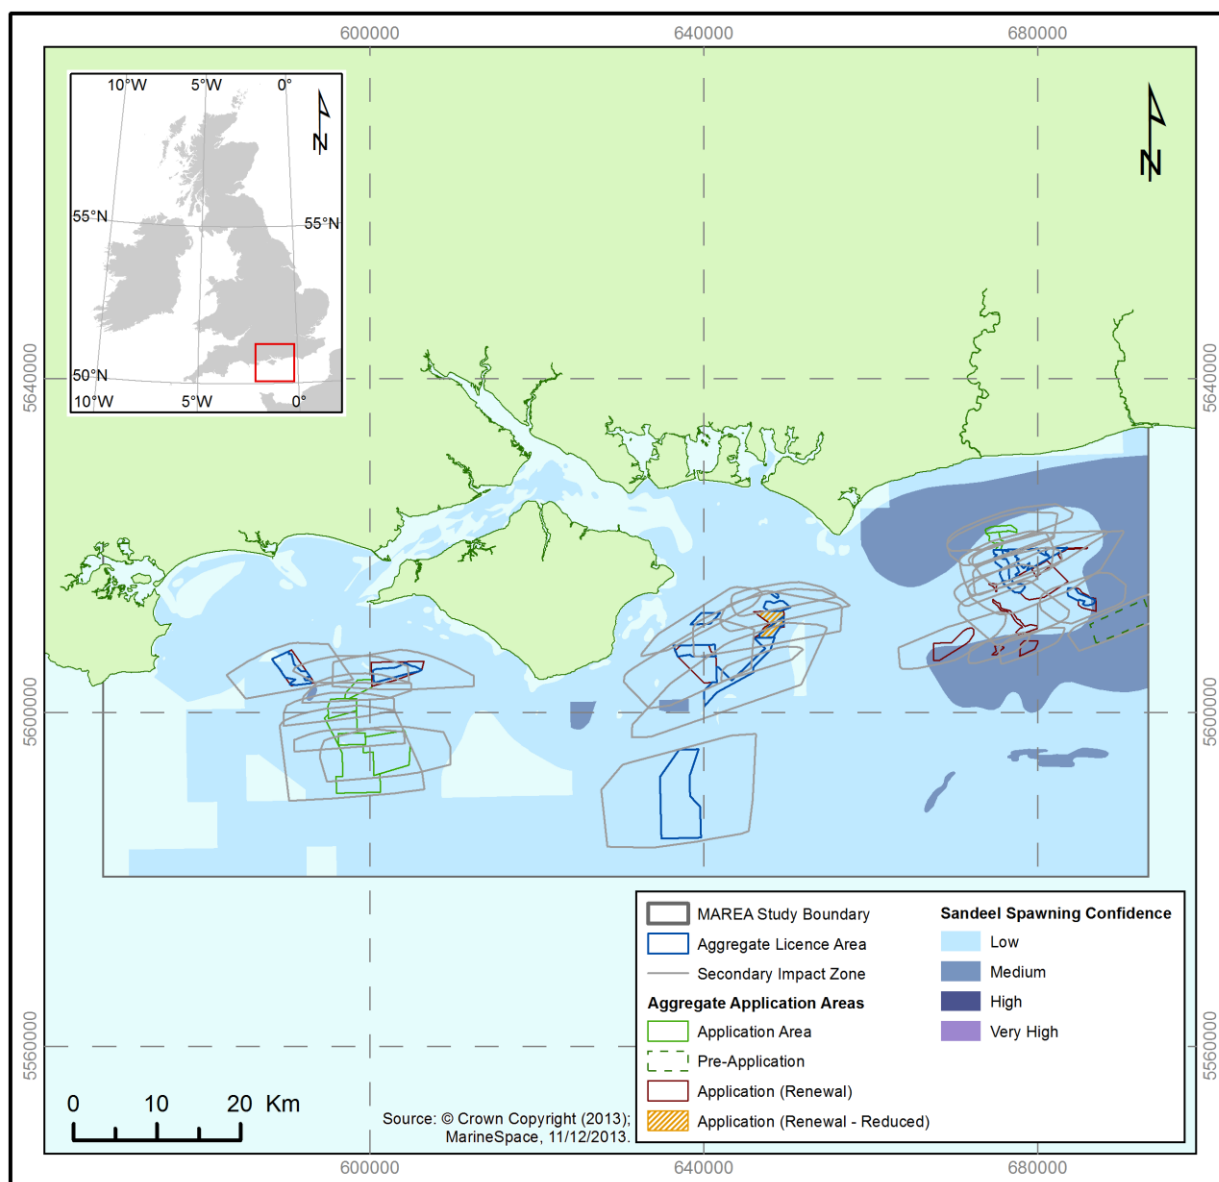 600000
640000
680000
10°W
5°W
0°
N
55°N
55°N
50°N
10°W
5°W
0°
N
5640000
5640000
5600000
5600000
5560000
5560000
MAREA Study Boundary
Aggregate Licence Area
Secondary Impact Zone
Aggregate Application Areas
Application Area
Pre-Application
Application (Renewal)
Application (Renewal - Reduced)
Sandeel Spawning Confidence
Low
Medium
High
Very High
0 10 20 Km
Source: © Crown Copyright (2013);
MarineSpace, 11/12/2013.
600000
640000
680000